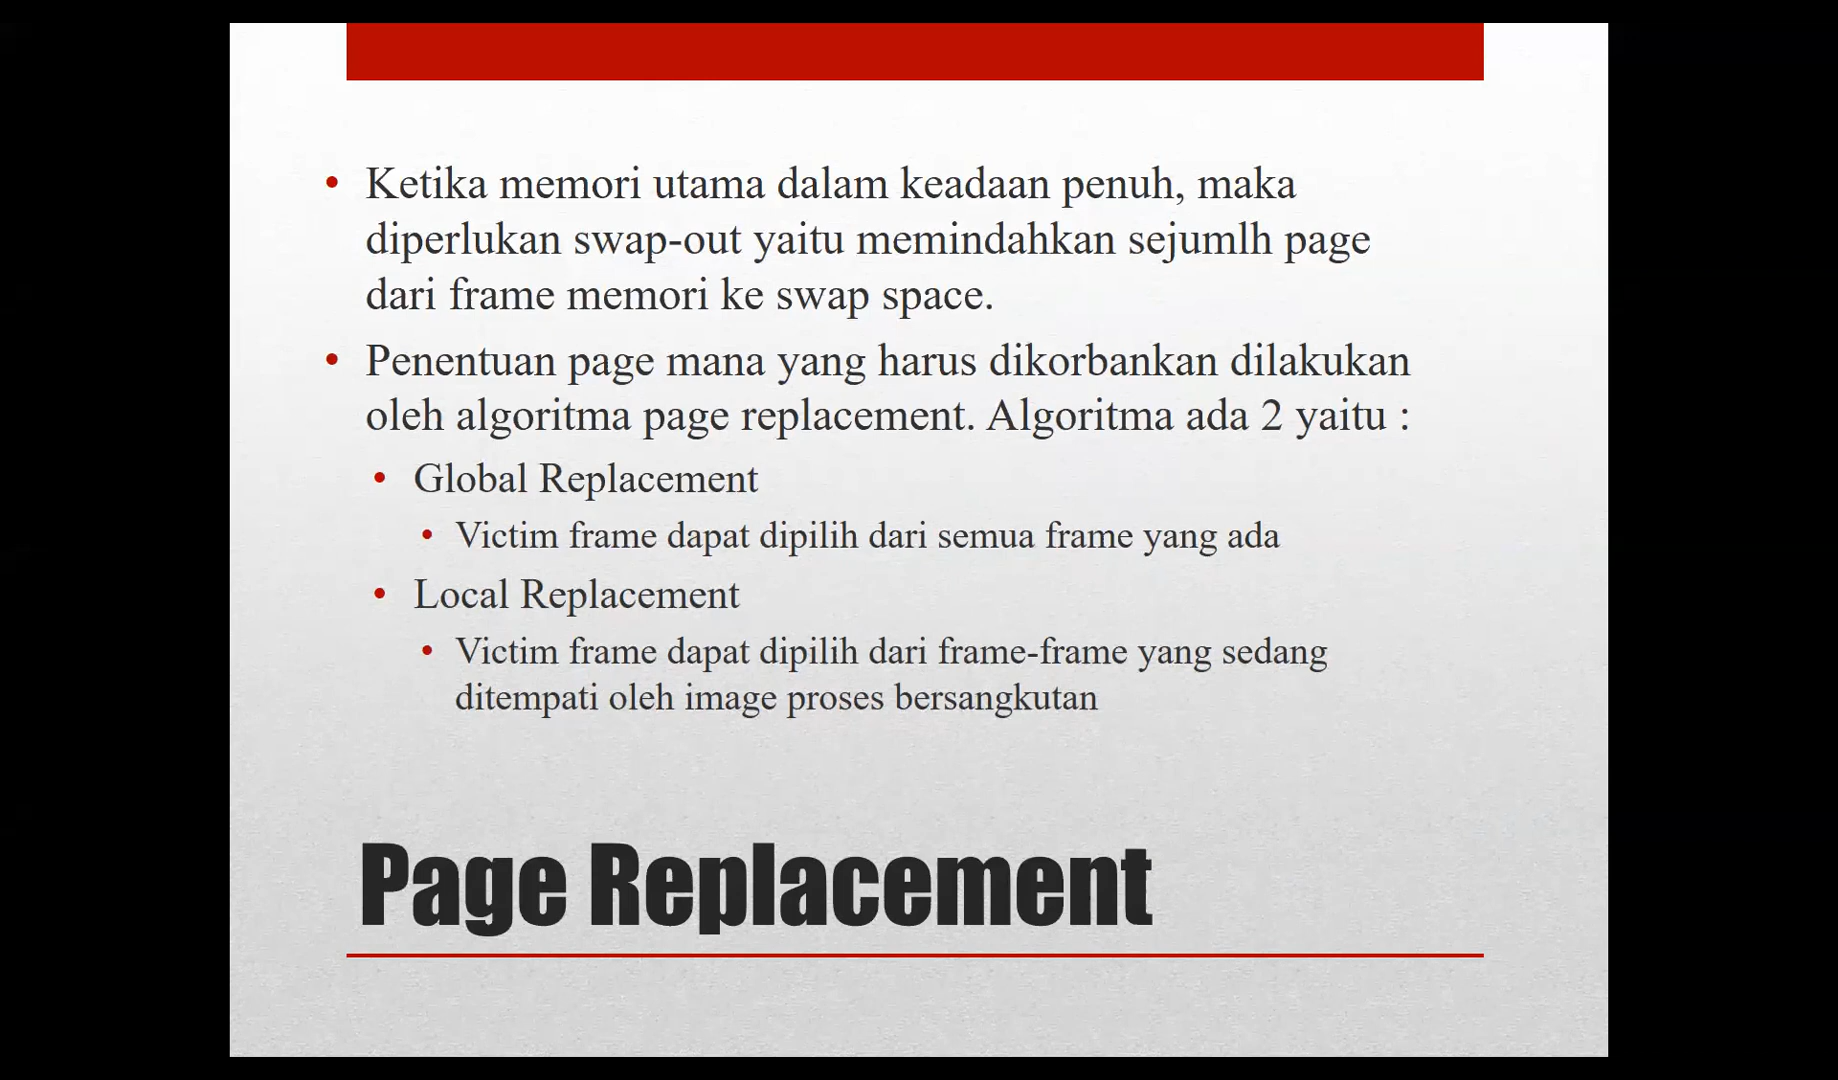 • Ketika memori utama dalam keadaan penuh, maka
diperlukan swap-out yaitu memindahkan sejumlh page
dari frame memori ke swap space.
• Penentuan page mana yang harus dikorbankan dilakukan
oleh algoritma page replacement. Algoritma ada 2 yaitu :
• Global Replacement
• Victim frame dapat dipilih dari semua frame yang ada
• Local Replacement
• Victim frame dapat dipilih dari frame-frame yang sedang
ditempati oleh image proses bersangkutan
Page Replacement